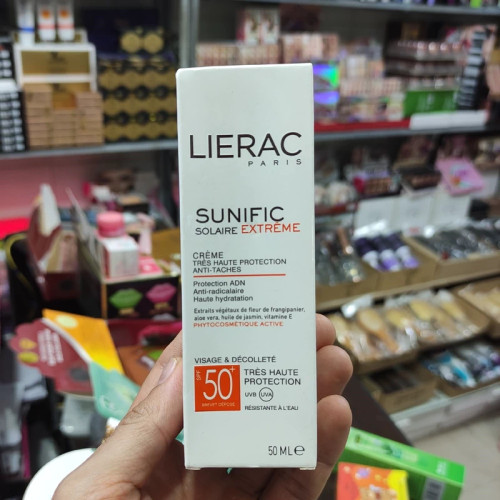 LIERAC
PARIS
SUNIFIC
SOLAIRE EXTRÊME
CRÈME
TRÈS HAUTE PROTECTION
ANTI-TACHES
Protection ADN
Anti-radicalaire
Haute hydratation
Extraits végétaux de fleur de frangipanier,
aloe vera, huile de jasmin, vitamine E
PHYTOCOSMÉTIQUE ACTIVE
VISAGE & DÉCOLLETÉ
SPF 50+
TRÈS HAUTE
PROTECTION
UVB UVA
RÉSISTANTE À L'EAU
50 ML e